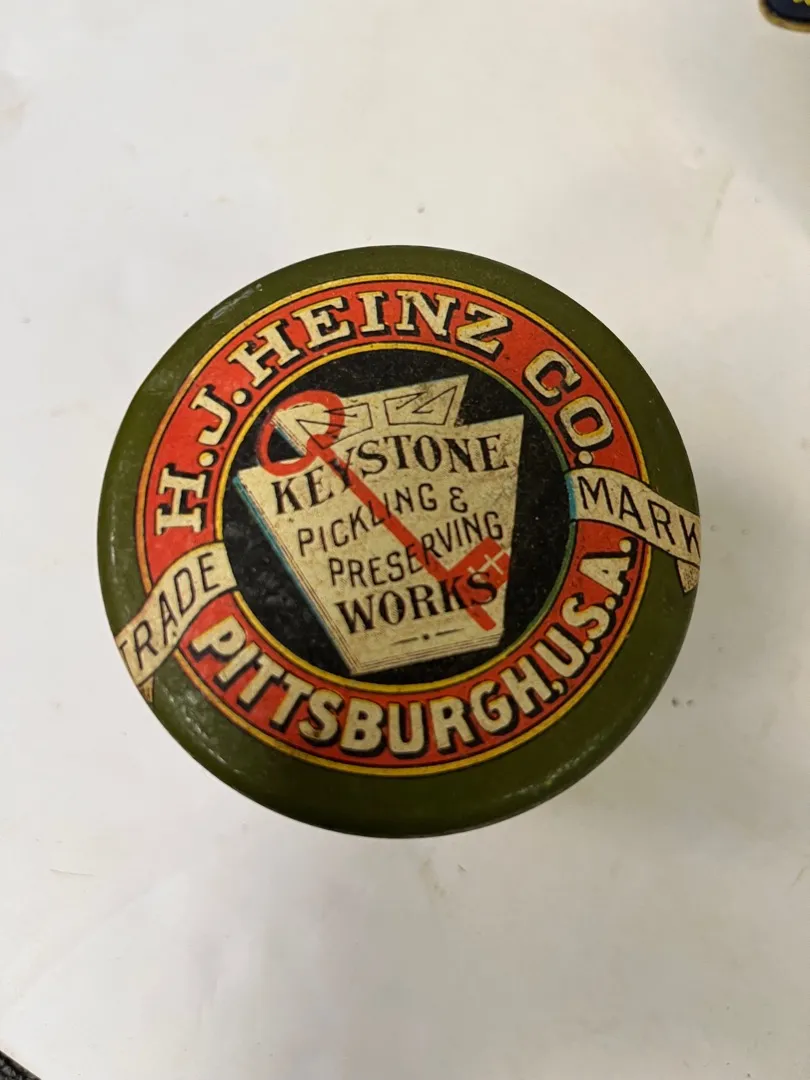 H.J. HEINZ CO.
KEYSTONE
PICKLING &
PRESERVING
WORKS
TRADE
MARK
PITTSBURGH, U.S.A.